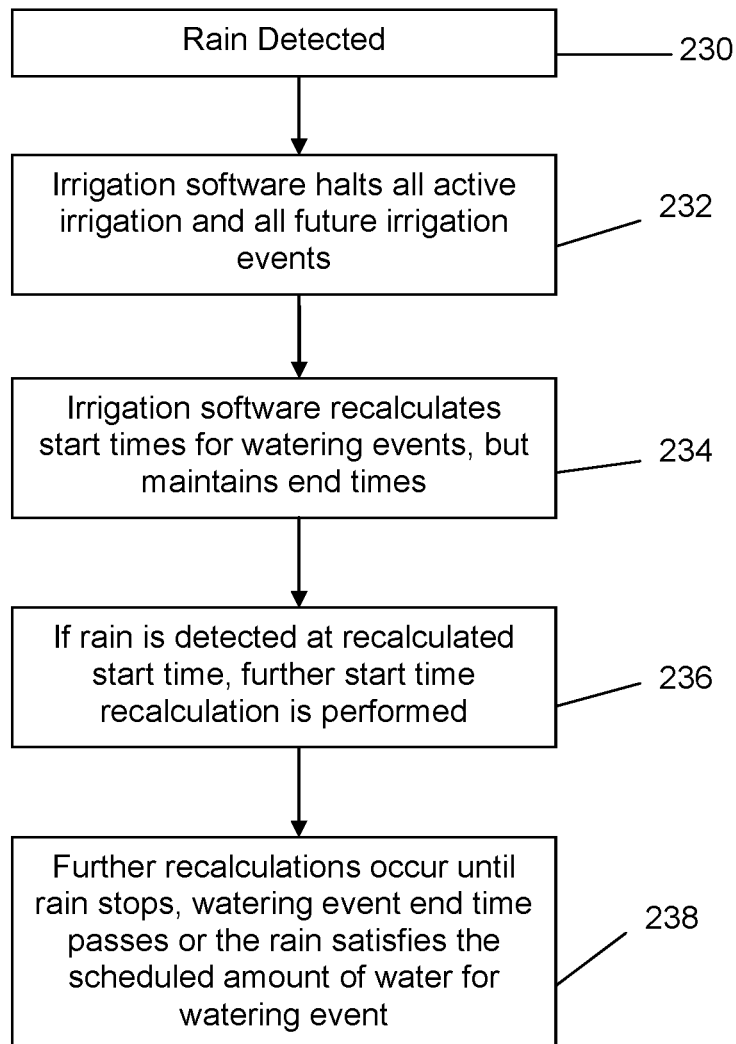 Rain Detected
230
Irrigation software halts all active
irrigation and all future irrigation
events
232
Irrigation software recalculates
start times for watering events, but
maintains end times
234
If rain is detected at recalculated
start time, further start time
recalculation is performed
236
Further recalculations occur until
rain stops, watering event end time
passes or the rain satisfies the
scheduled amount of water for
watering event
238